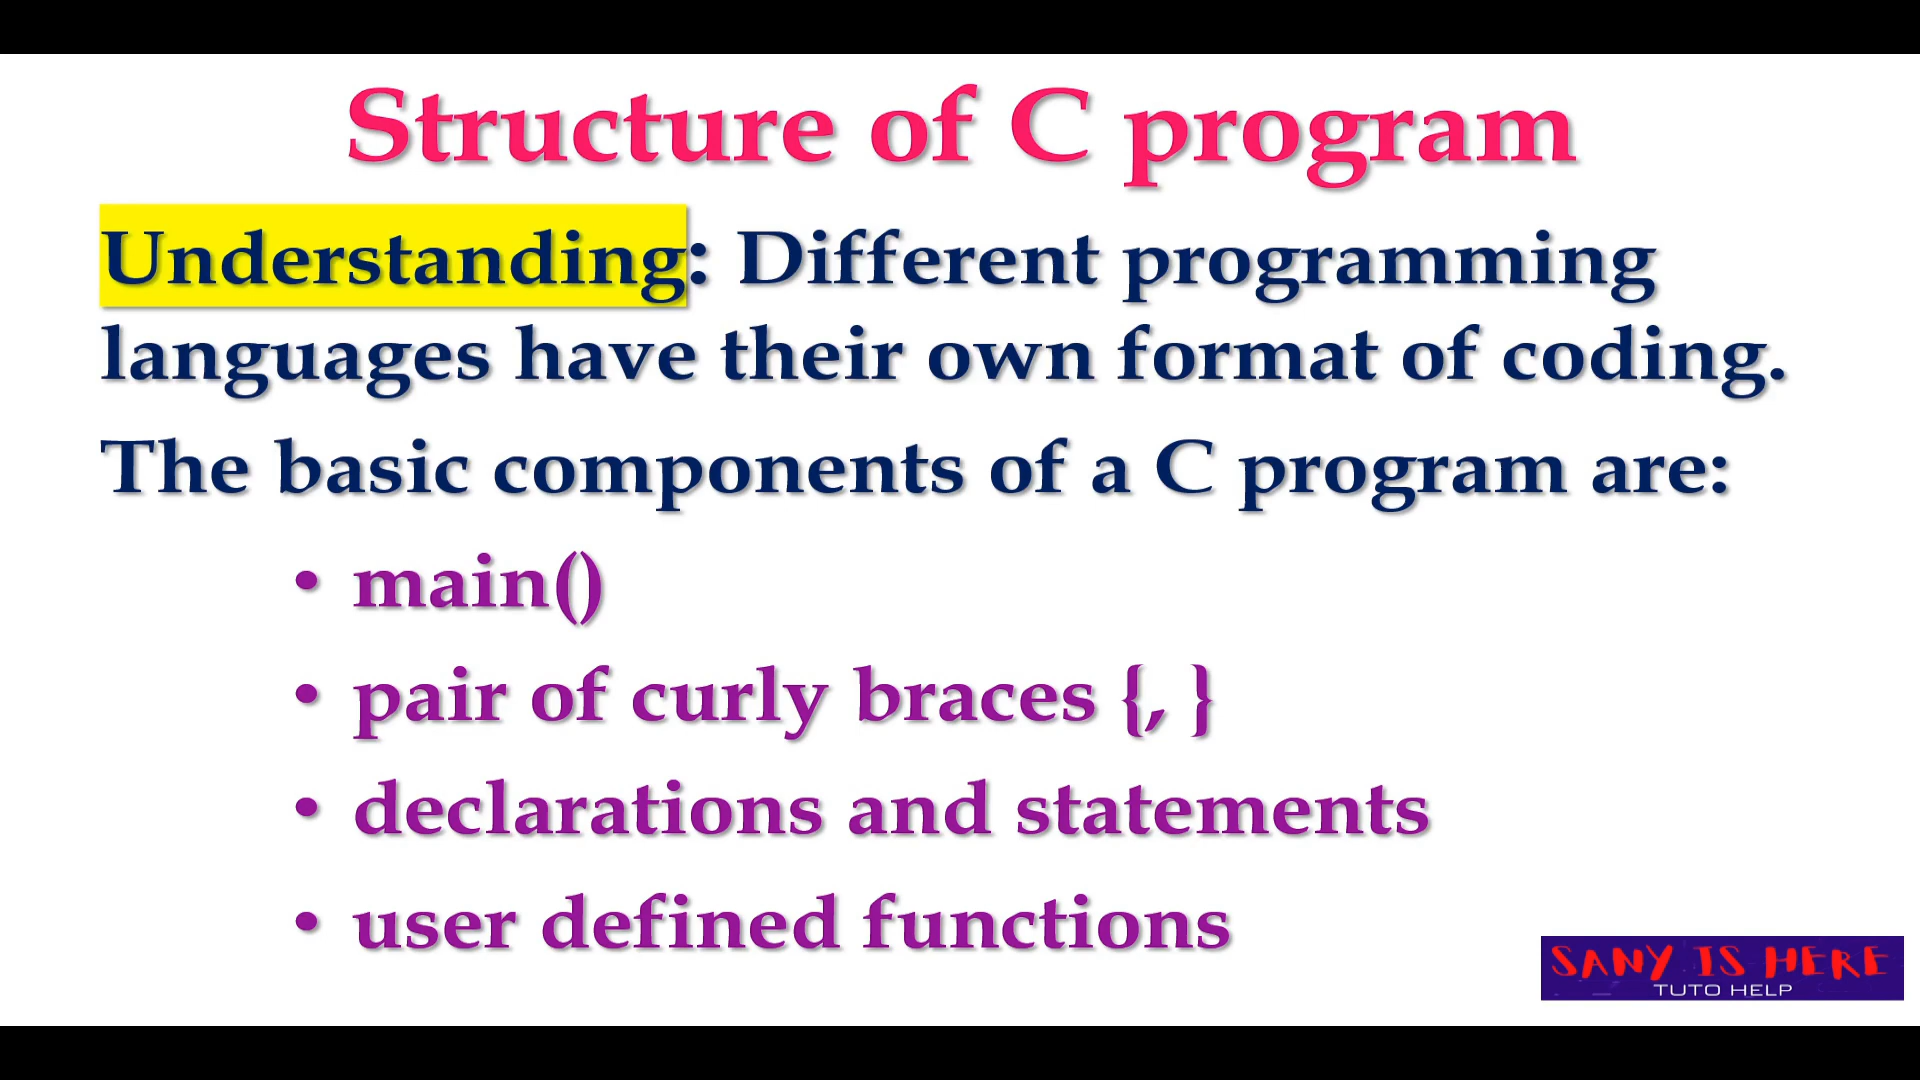 Structure of C program
Understanding: Different programming
languages have their own format of coding.
The basic components of a C program are:
• main()
• pair of curly braces {, }
• declarations and statements
• user defined functions
SANY IS HERE
TUTO HELP